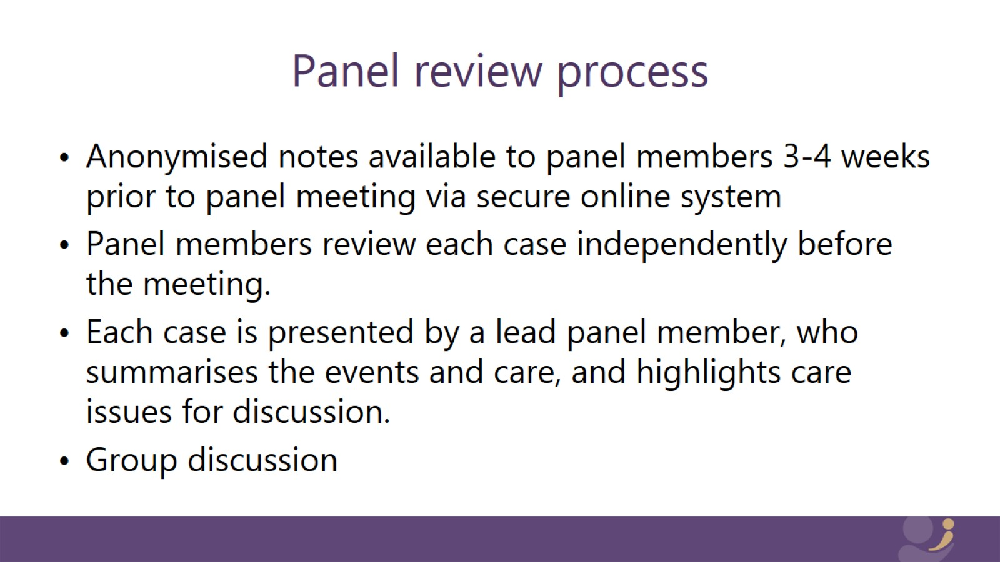 Panel review process
• Anonymised notes available to panel members 3-4 weeks
prior to panel meeting via secure online system
• Panel members review each case independently before
the meeting.
• Each case is presented by a lead panel member, who
summarises the events and care, and highlights care
issues for discussion.
• Group discussion